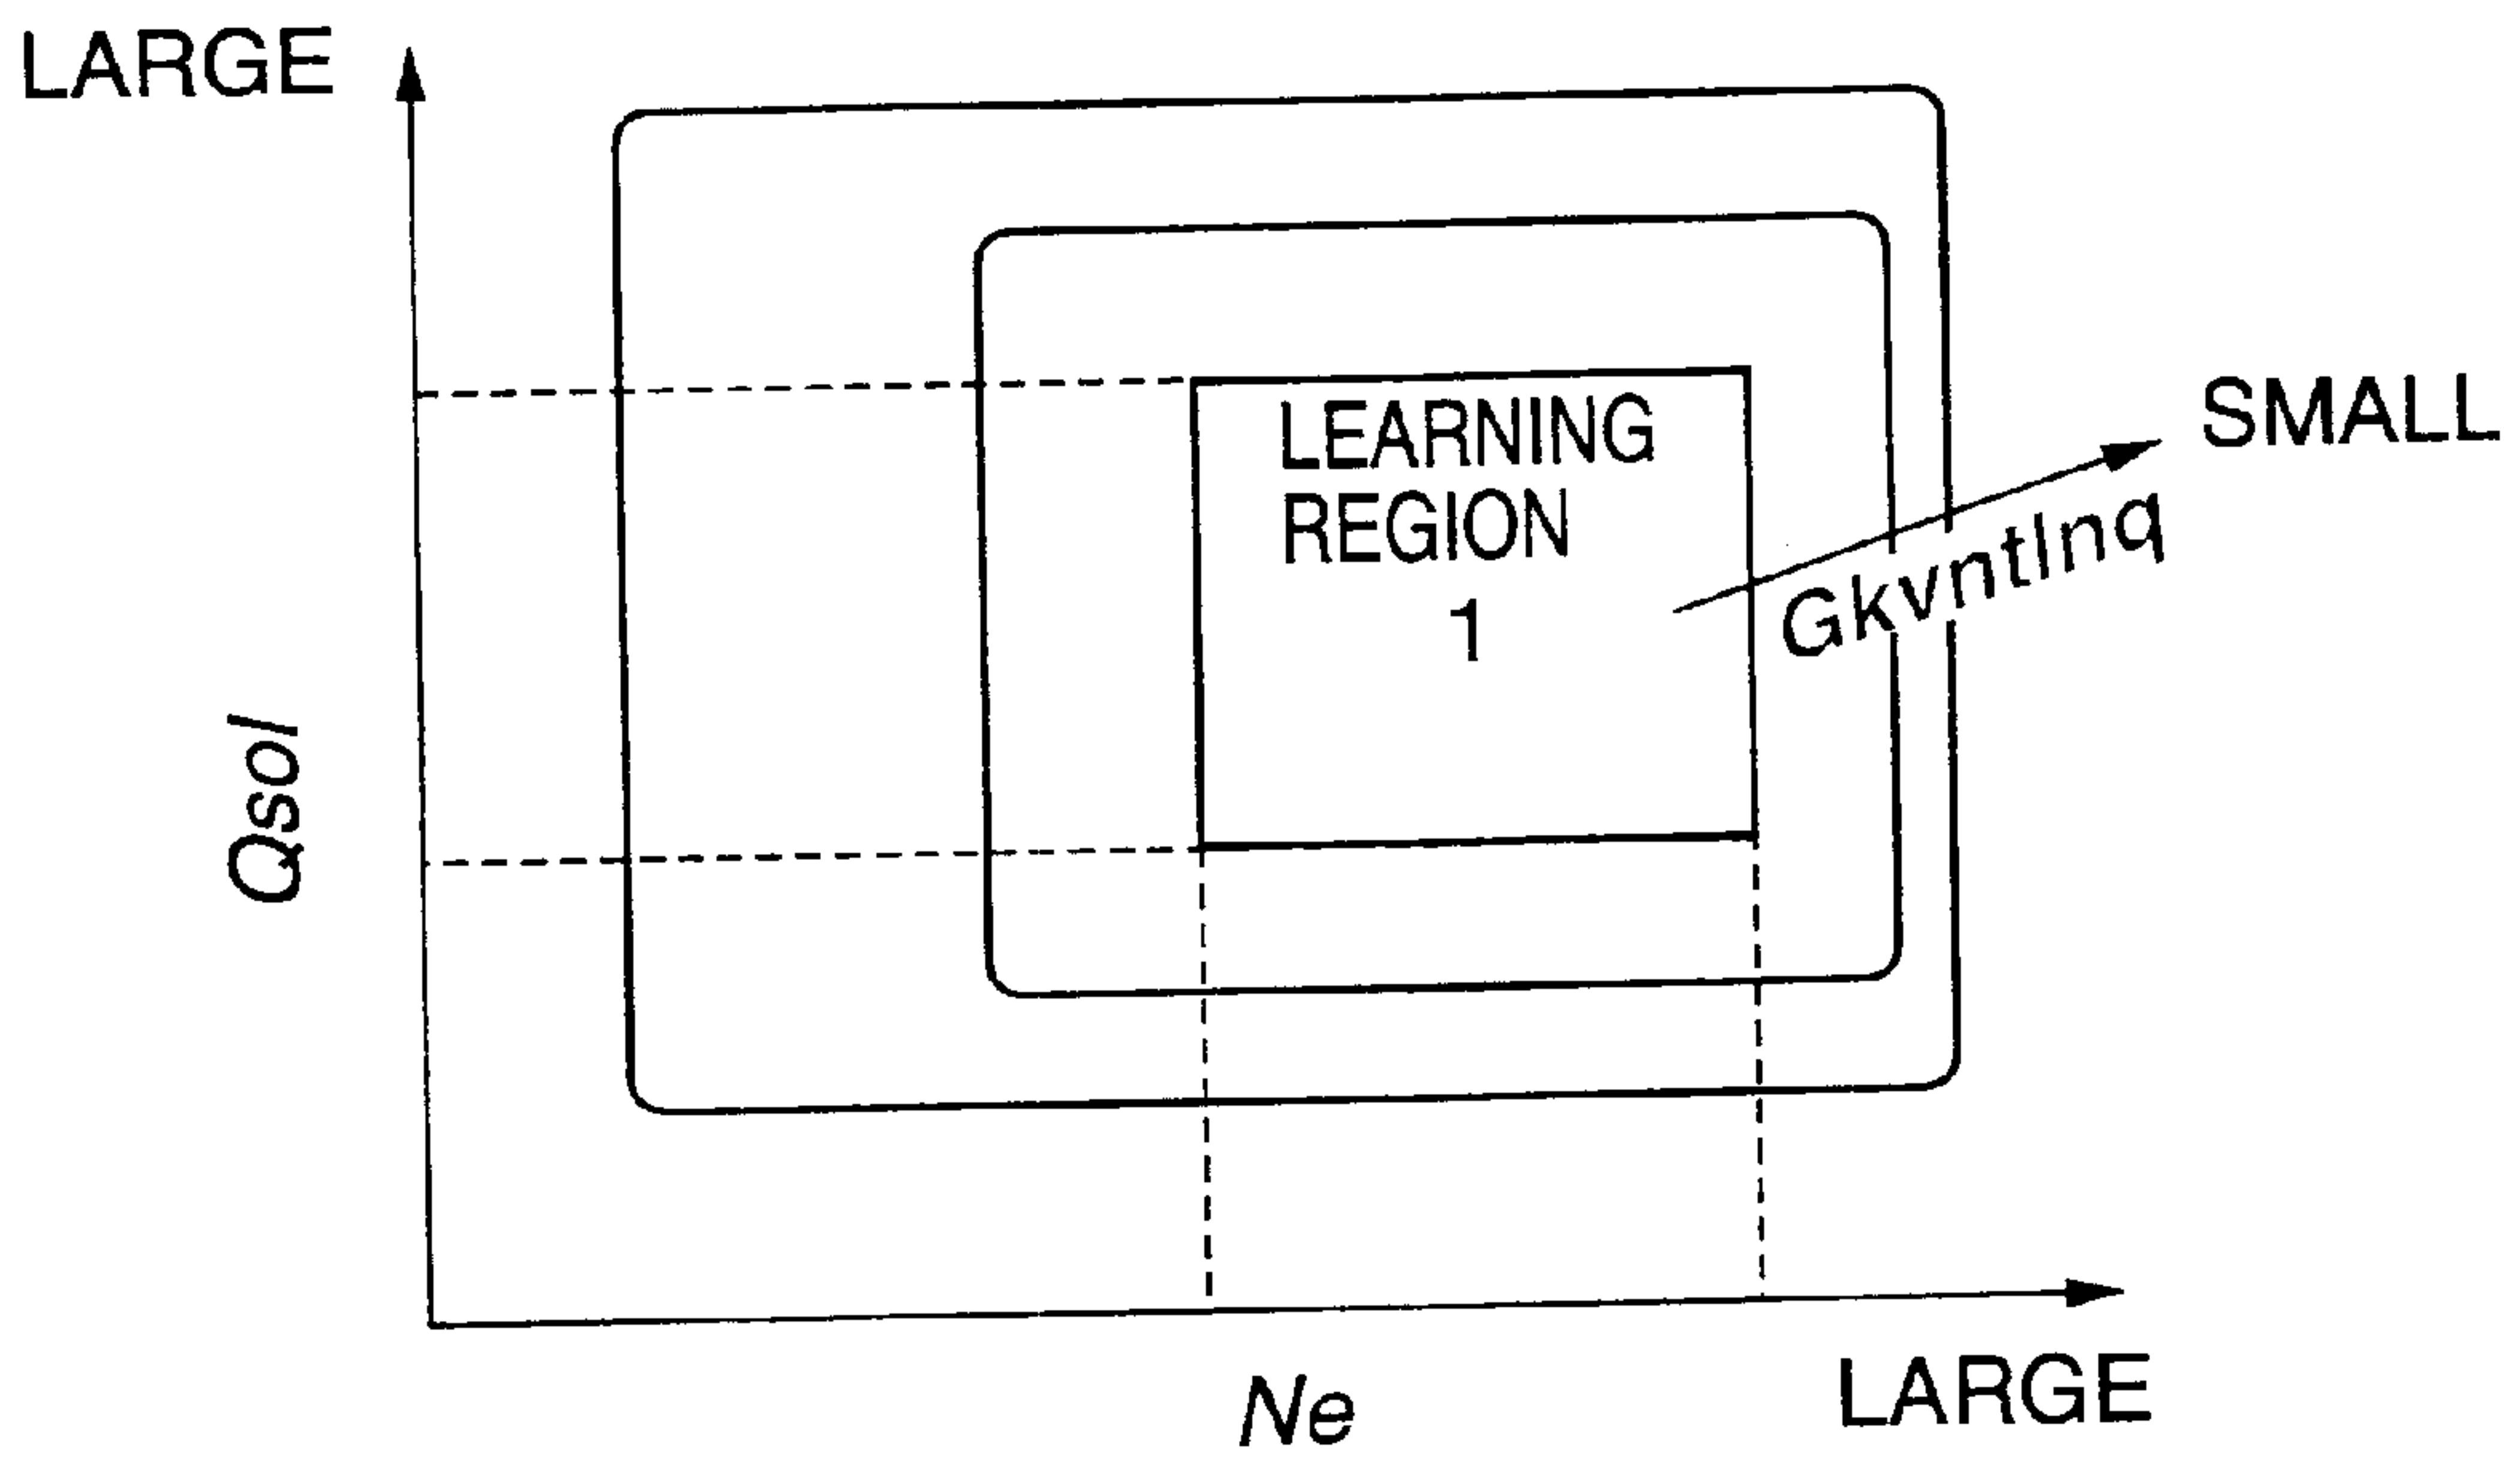 LARGE
LEARNING
REGION
1
SMALL
Gkvntlnq
Qsol
Ne
LARGE